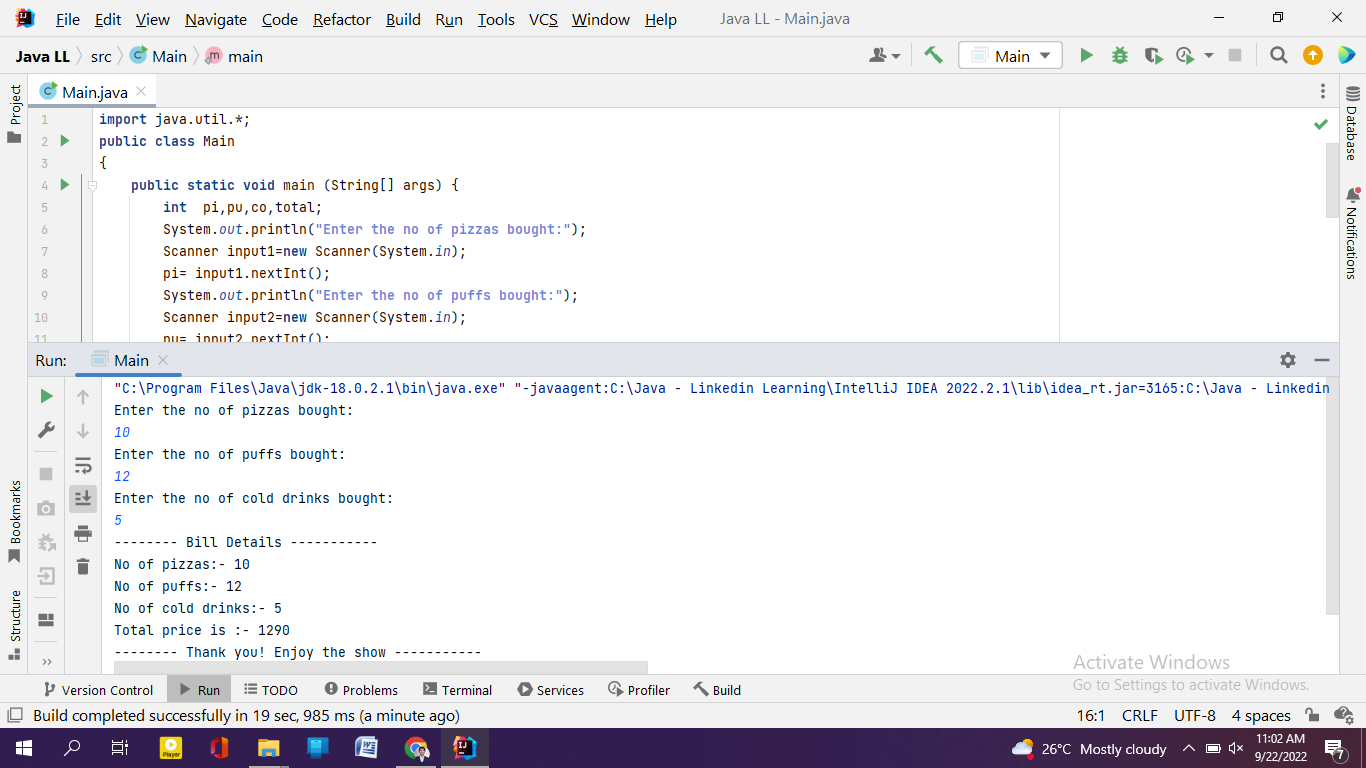 File Edit View Navigate Code Refactor Build Run Tools VCS Window Help Java LL - Main.java
Java LL src Main main Main
Project
Main.java
Database
Notifications
1 import java.util.*;
2 public class Main
3 {
4 public static void main (String[] args) {
5 int pi,pu,co,total;
6 System.out.println("Enter the no of pizzas bought:");
7 Scanner input1=new Scanner(System.in);
8 pi= input1.nextInt();
9 System.out.println("Enter the no of puffs bought:");
10 Scanner input2=new Scanner(System.in);
11 pu= input2.nextInt();
Run: Main
"C:\Program Files\Java\jdk-18.0.2.1\bin\java.exe" "-javaagent:C:\Java - Linkedin Learning\IntelliJ IDEA 2022.2.1\lib\idea_rt.jar=3165:C:\Java - Linkedin
Enter the no of pizzas bought:
10
Enter the no of puffs bought:
12
Enter the no of cold drinks bought:
5
-------- Bill Details -----------
No of pizzas:- 10
No of puffs:- 12
No of cold drinks:- 5
Total price is :- 1290
-------- Thank you! Enjoy the show -----------
Bookmarks
Structure
Activate Windows
Go to Settings to activate Windows.
Version Control Run TODO Problems Terminal Services Profiler Build
Build completed successfully in 19 sec, 985 ms (a minute ago) 16:1 CRLF UTF-8 4 spaces
Player
26°C Mostly cloudy
11:02 AM
9/22/2022
7